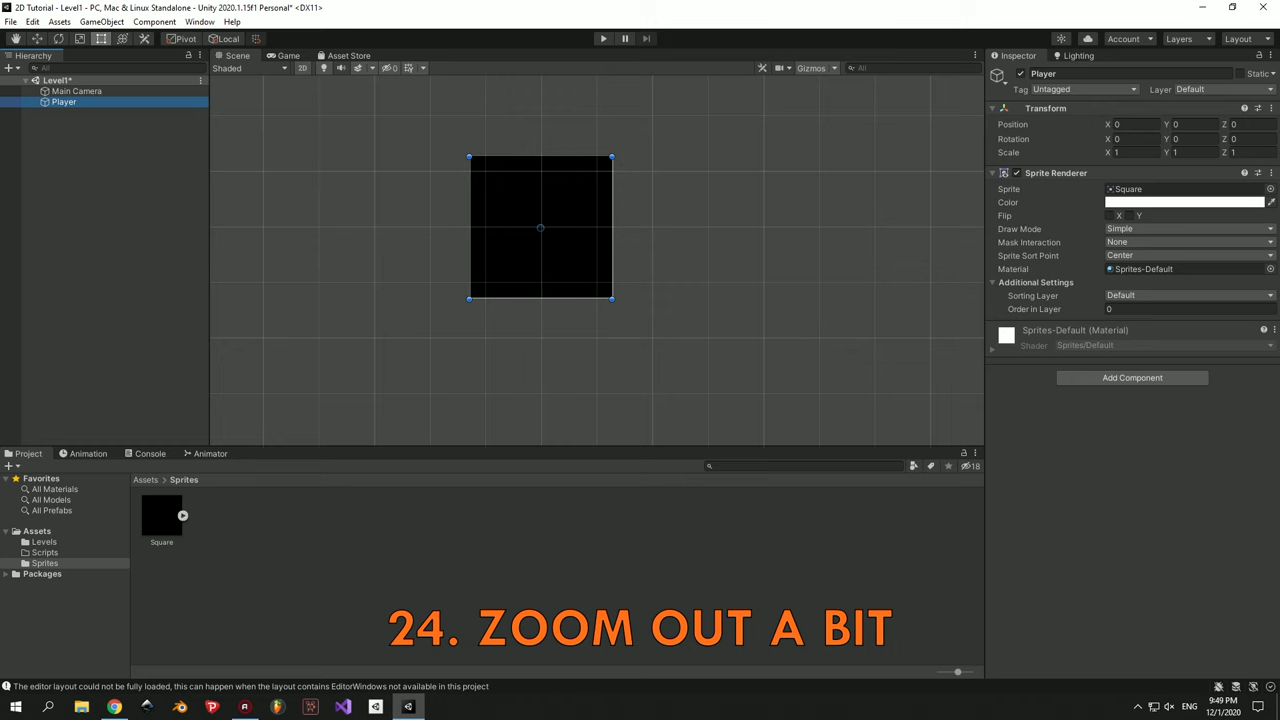 2D Tutorial - Level1 - PC, Mac & Linux Standalone - Unity 2020.1.15f1 Personal* <DX11>
File Edit Assets GameObject Component Window Help
Pivot Local Account Layers Layout
Hierarchy
All
Level1*
Main Camera
Player
Scene Game Asset Store
Shaded 2D 0 Gizmos All
Inspector Lighting
Player Static
Tag Untagged Layer Default
Transform
Position X 0 Y 0 Z 0
Rotation X 0 Y 0 Z 0
Scale X 1 Y 1 Z 1
Sprite Renderer
Sprite Square
Color
Flip X Y
Draw Mode Simple
Mask Interaction None
Sprite Sort Point Center
Material Sprites-Default
Additional Settings
Sorting Layer Default
Order in Layer 0
Sprites-Default (Material)
Shader Sprites/Default
Add Component
Project Animation Console Animator
18
Favorites
All Materials
All Models
All Prefabs
Assets
Levels
Scripts
Sprites
Packages
Assets > Sprites
Square
24. ZOOM OUT A BIT
The editor layout could not be fully loaded, this can happen when the layout contains EditorWindows not available in this project
ENG
9:49 PM
12/1/2020